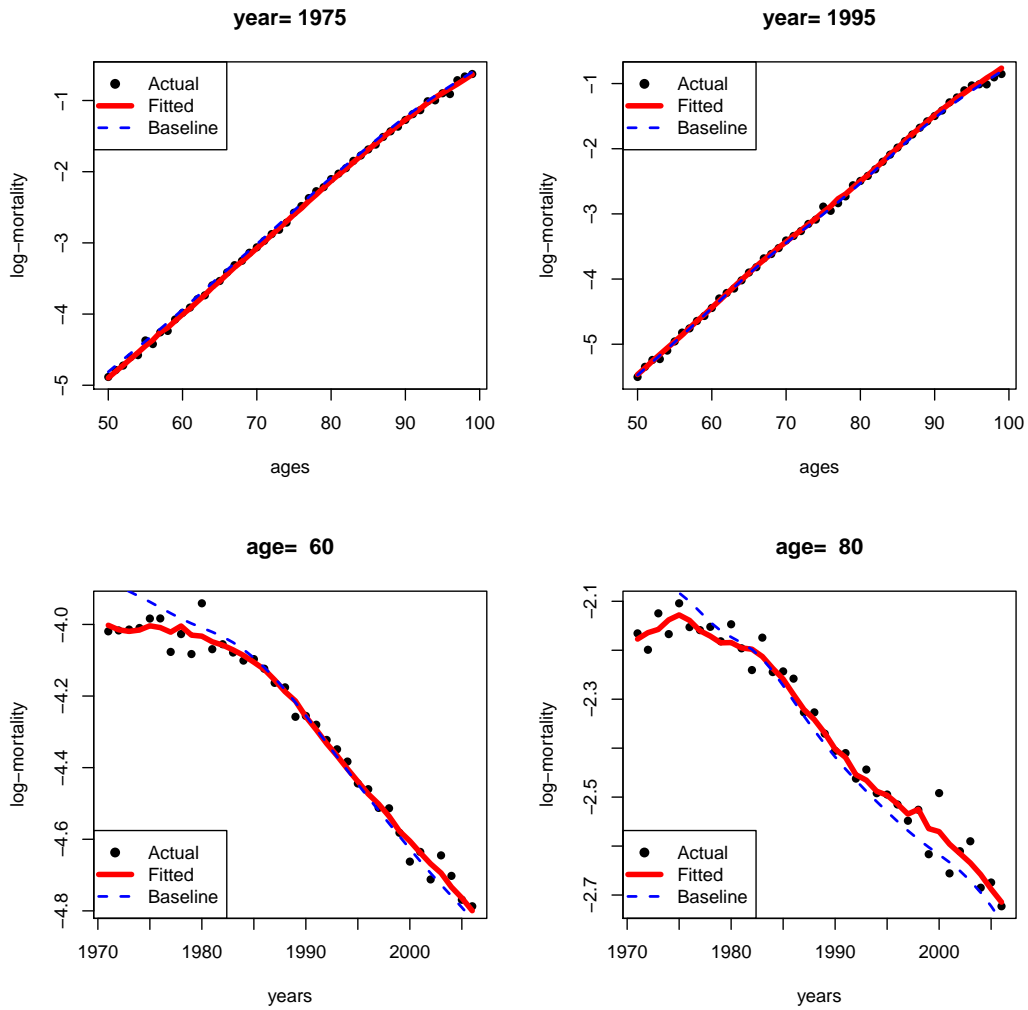 year= 1975
Actual
Fitted
Baseline
-1
-2
-3
-4
-5
log-mortality
50 60 70 80 90 100
ages
year= 1995
Actual
Fitted
Baseline
-1
-2
-3
-4
-5
log-mortality
50 60 70 80 90 100
ages
age= 60
-4.0
-4.2
-4.4
-4.6
-4.8
log-mortality
Actual
Fitted
Baseline
1970 1980 1990 2000
years
age= 80
-2.1
-2.3
-2.5
-2.7
log-mortality
Actual
Fitted
Baseline
1970 1980 1990 2000
years